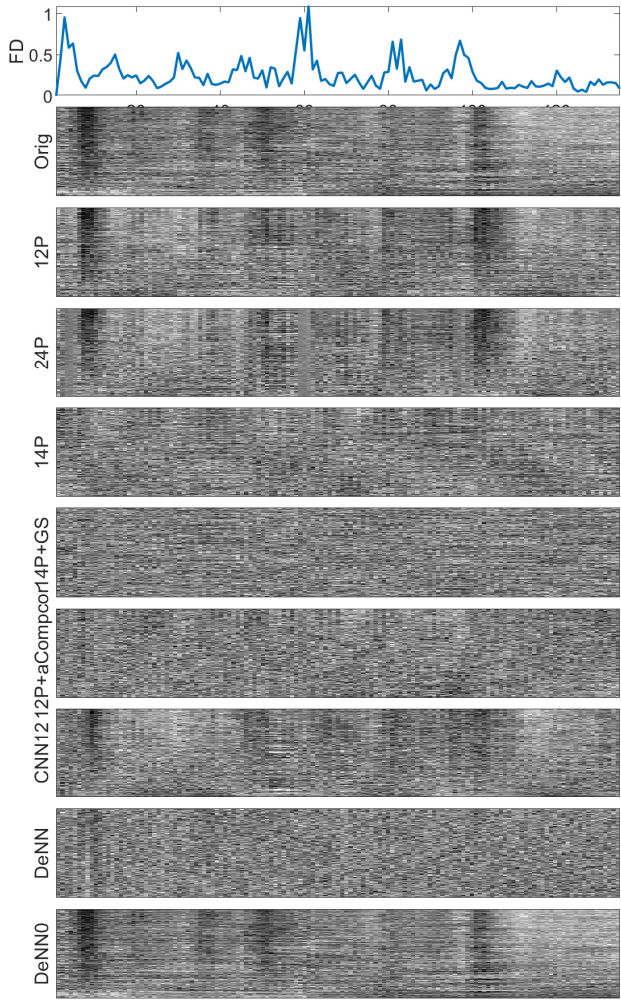 FD
1
0.5
0
Orig
12P
24P
14P
14P+GS
12P+aCompcor
CNN12
DeNN
DeNN0